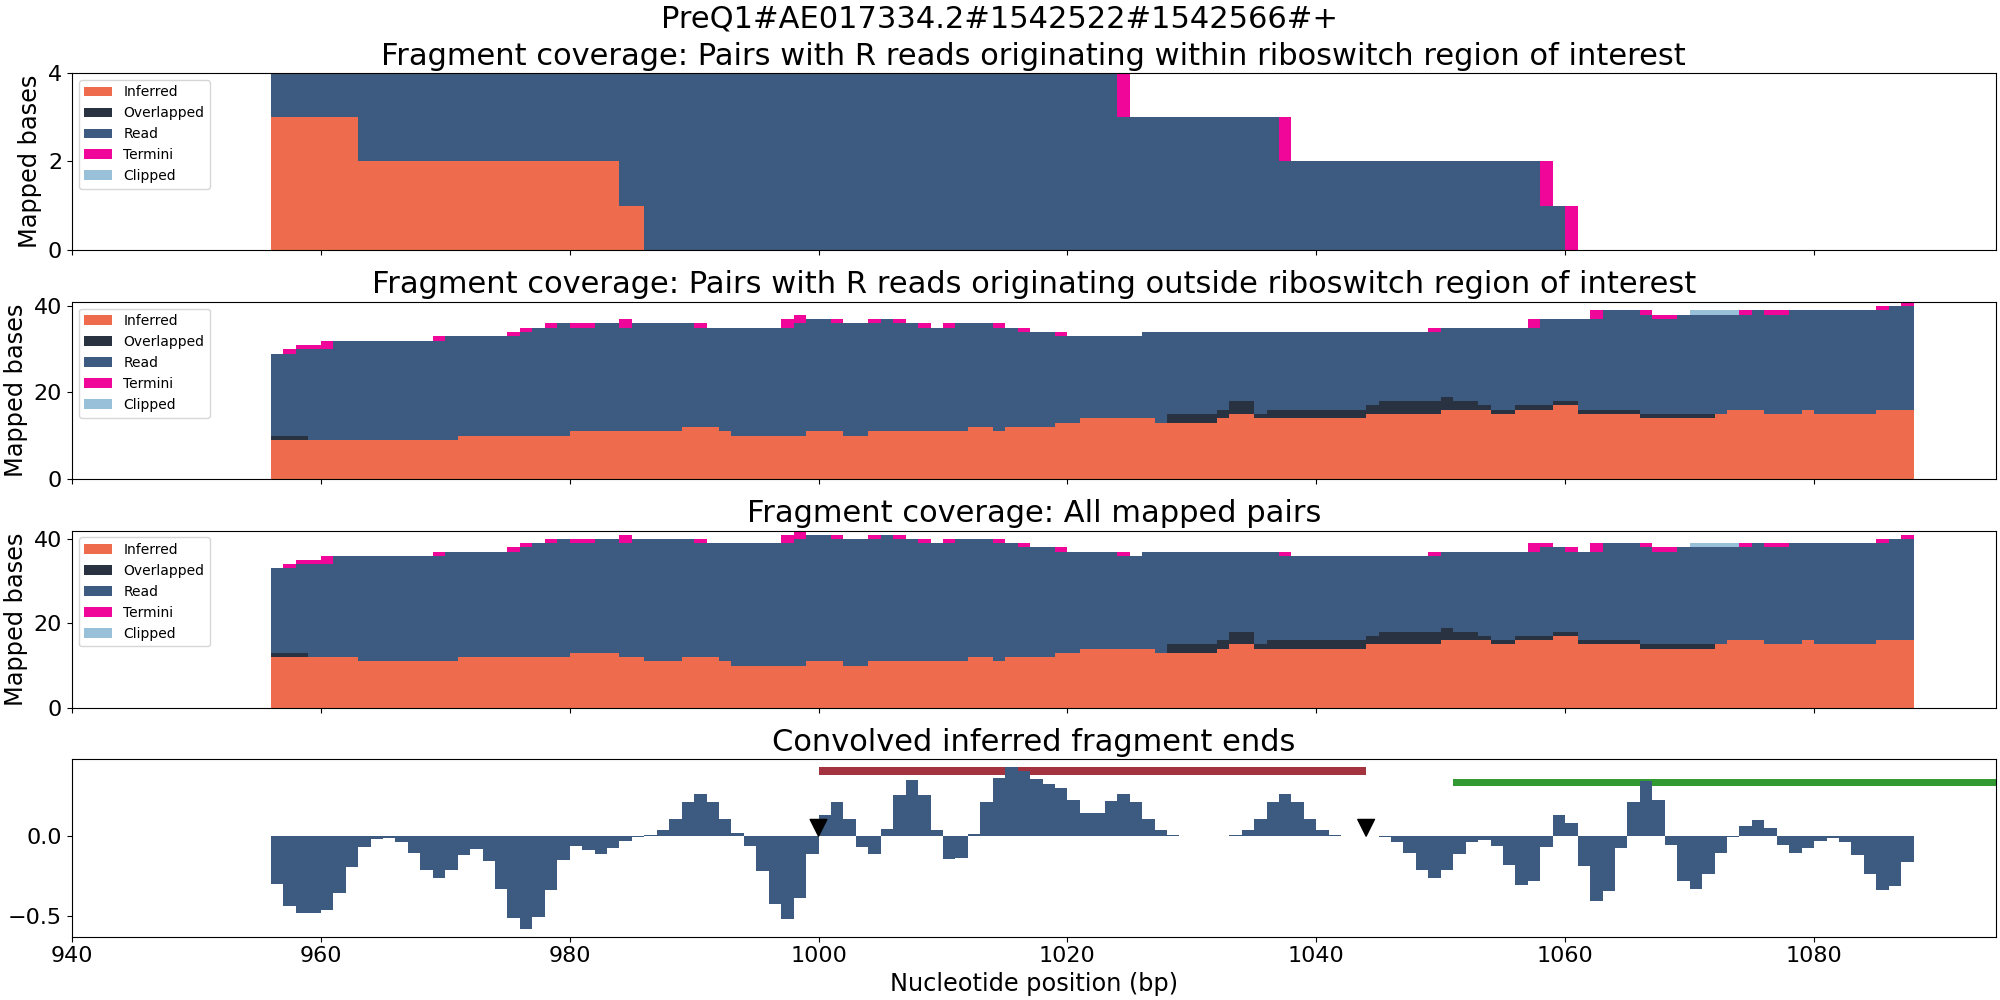 PreQ1#AE017334.2#1542522#1542566#+
Fragment coverage: Pairs with R reads originating within riboswitch region of interest
Mapped bases
4
2
0
Inferred
Overlapped
Read
Termini
Clipped
Fragment coverage: Pairs with R reads originating outside riboswitch region of interest
Mapped bases
40
20
0
Inferred
Overlapped
Read
Termini
Clipped
Fragment coverage: All mapped pairs
Mapped bases
40
20
0
Inferred
Overlapped
Read
Termini
Clipped
Convolved inferred fragment ends
0.0
−0.5
940 960 980 1000 1020 1040 1060 1080
Nucleotide position (bp)